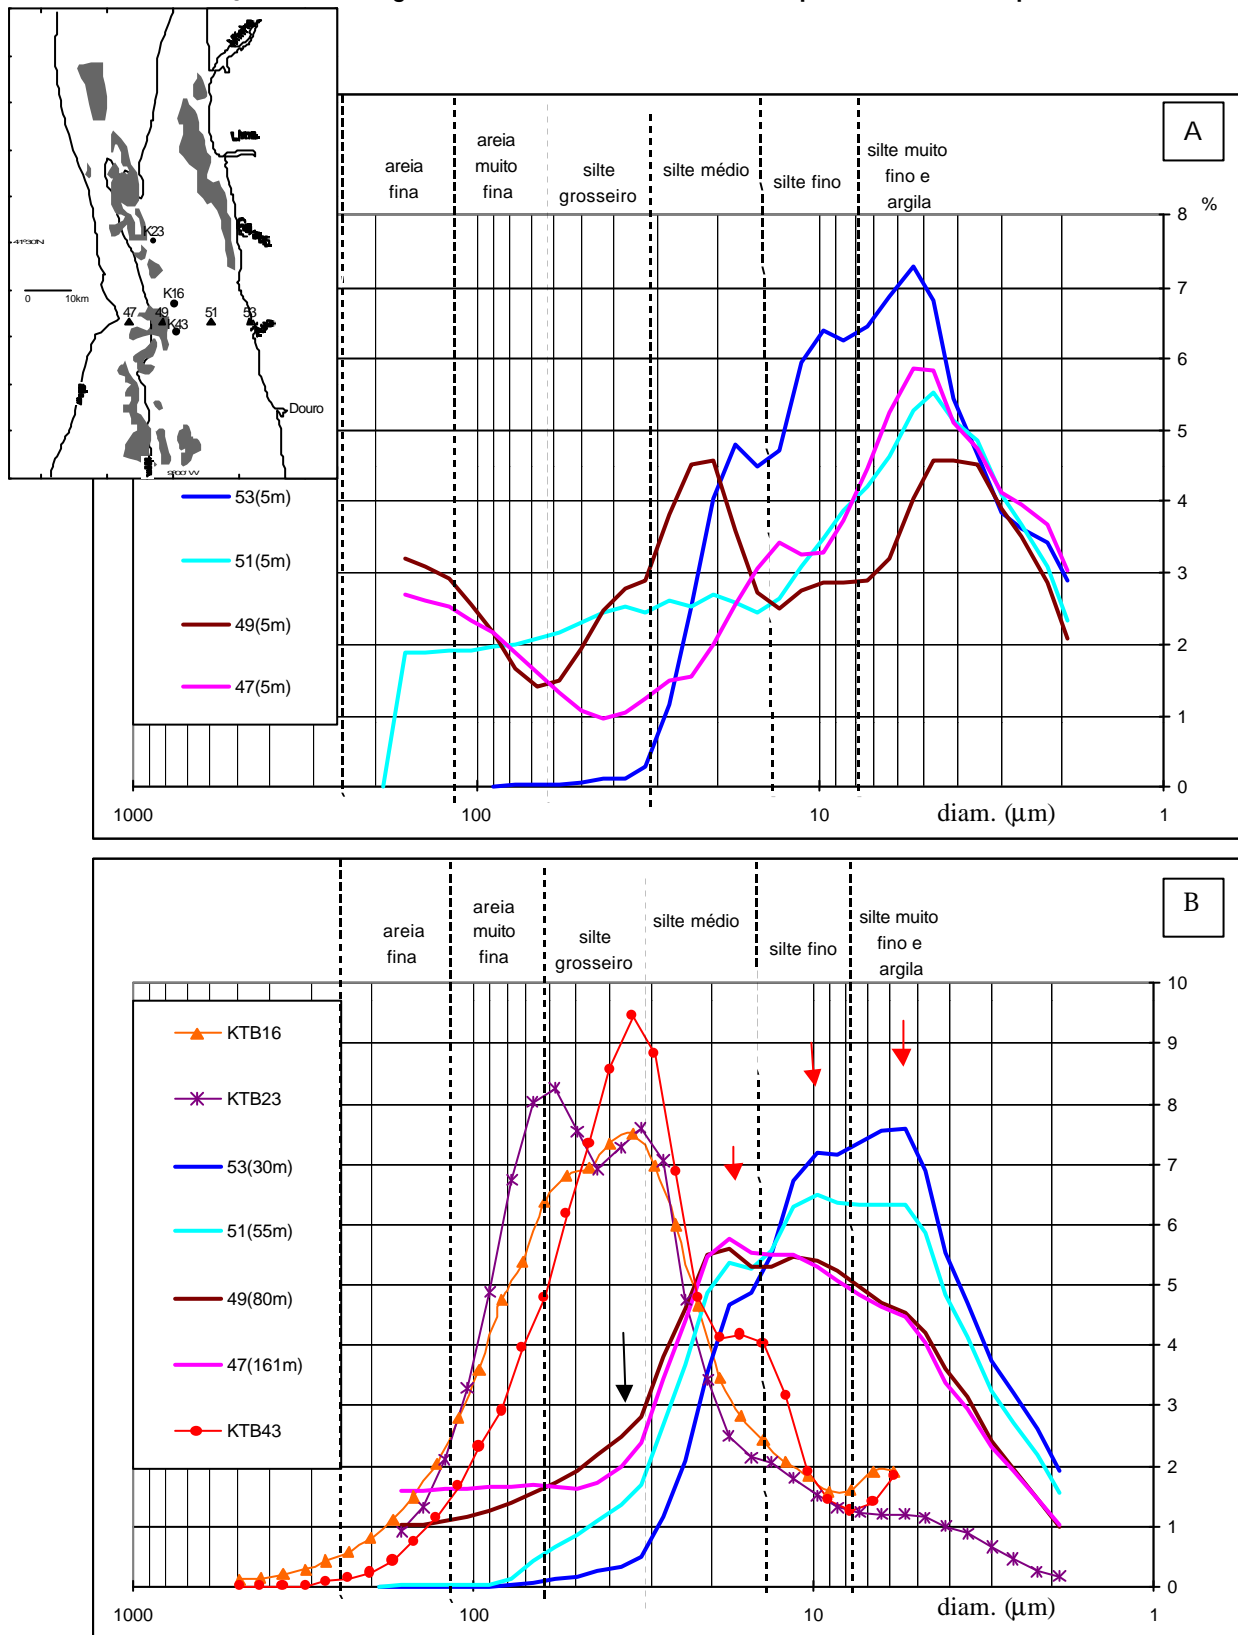 K23
41°30'N
0 10km
K16
47 49 51 53
K43
Douro
9°00' W
A
areia
fina
areia
muito
fina
silte
grosseiro
silte médio
silte fino
silte muito
fino e
argila
%
8
7
6
5
4
3
2
1
0
53(5m)
51(5m)
49(5m)
47(5m)
1000 100 10 1
diam. (µm)
B
areia
fina
areia
muito
fina
silte
grosseiro
silte médio
silte fino
silte muito
fino e
argila
10
9
8
7
6
5
4
3
2
1
0
KTB16
KTB23
53(30m)
51(55m)
49(80m)
47(161m)
KTB43
1000 100 10 1
diam. (µm)